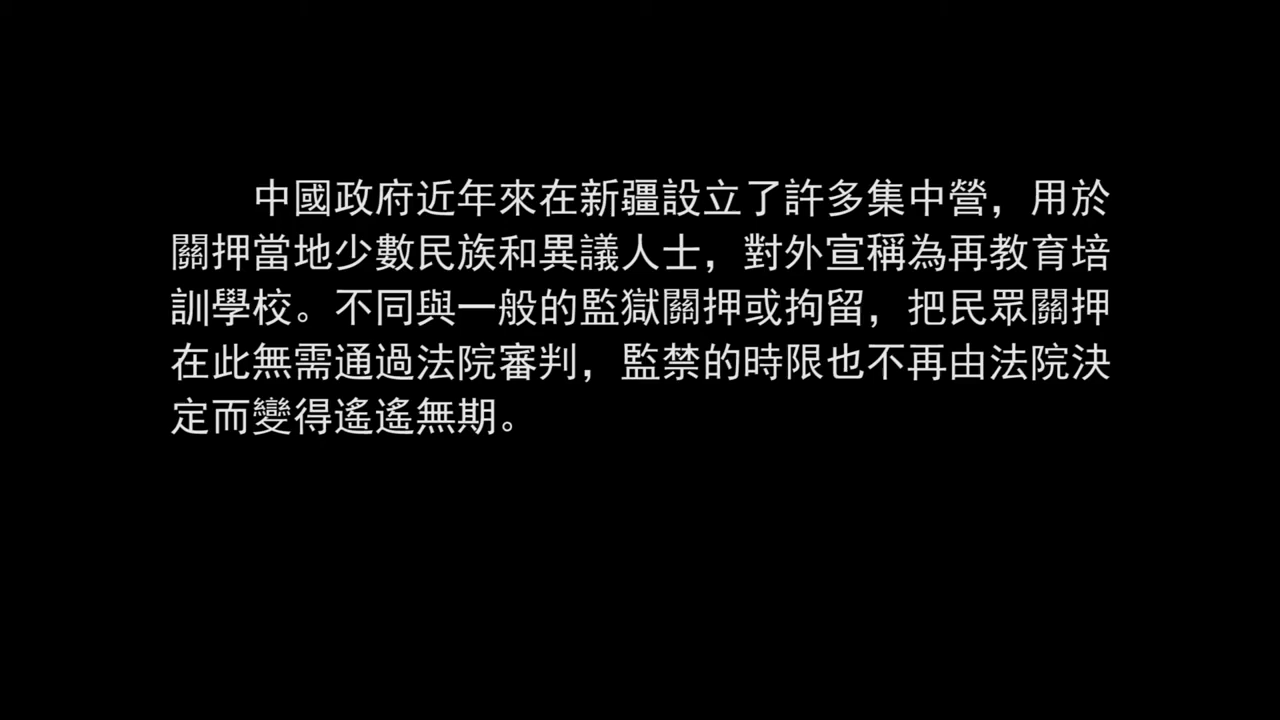 中國政府近年來在新疆設立了許多集中營，用於
關押當地少數民族和異議人士，對外宣稱為再教育培
訓學校。不同與一般的監獄關押或拘留，把民眾關押
在此無需通過法院審判，監禁的時限也不再由法院決
定而變得遙遙無期。